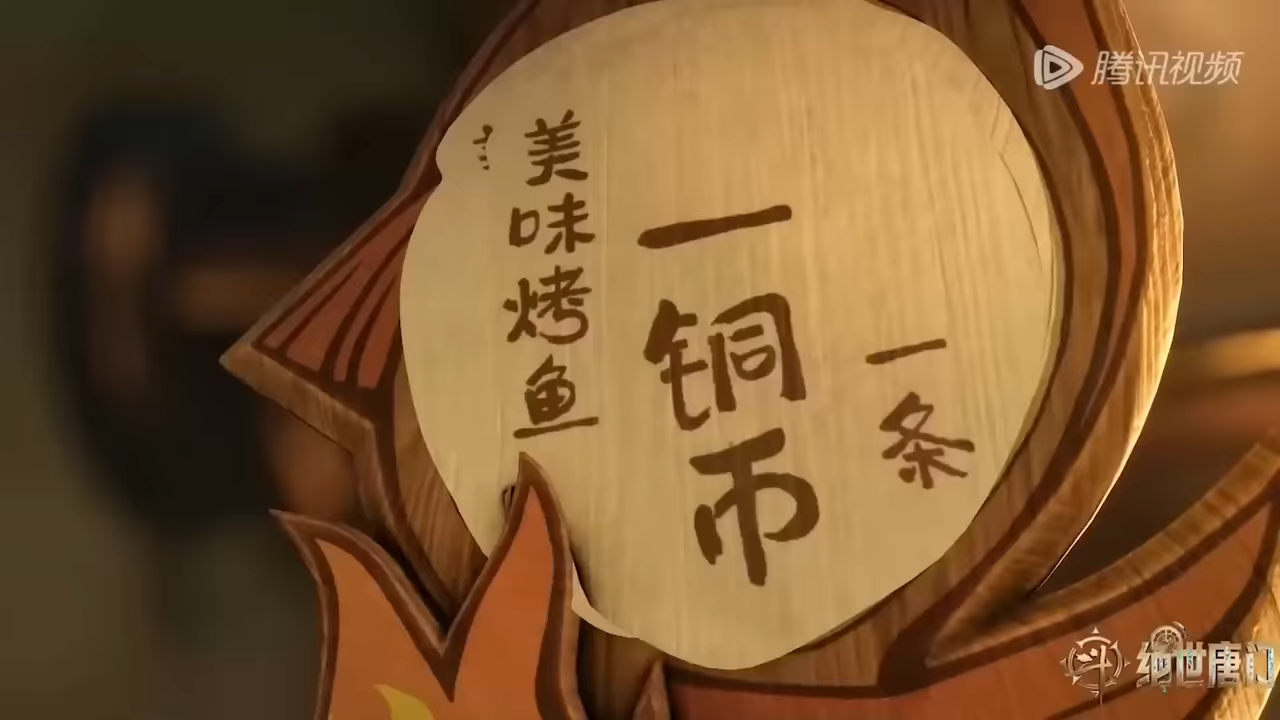 腾讯视频
美味烤鱼
一铜币
一条
绝世唐门